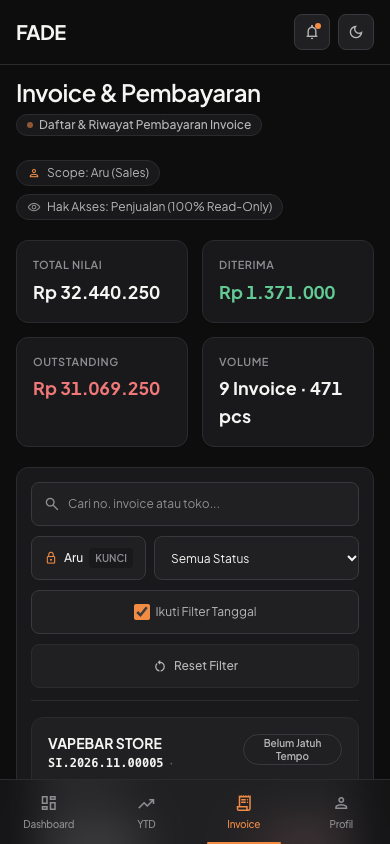 FADE
Invoice & Pembayaran
Daftar & Riwayat Pembayaran Invoice
Scope: Aru (Sales)
Hak Akses: Penjualan (100% Read-Only)
TOTAL NILAI
Rp 32.440.250
DITERIMA
Rp 1.371.000
OUTSTANDING
Rp 31.069.250
VOLUME
9 Invoice · 471
pcs
Cari no. invoice atau toko...
Aru KUNCI
Semua Status
Ikuti Filter Tanggal
Reset Filter
VAPEBAR STORE
SI.2026.11.00005 ·
Belum Jatuh
Tempo
Dashboard
YTD
Invoice
Profil